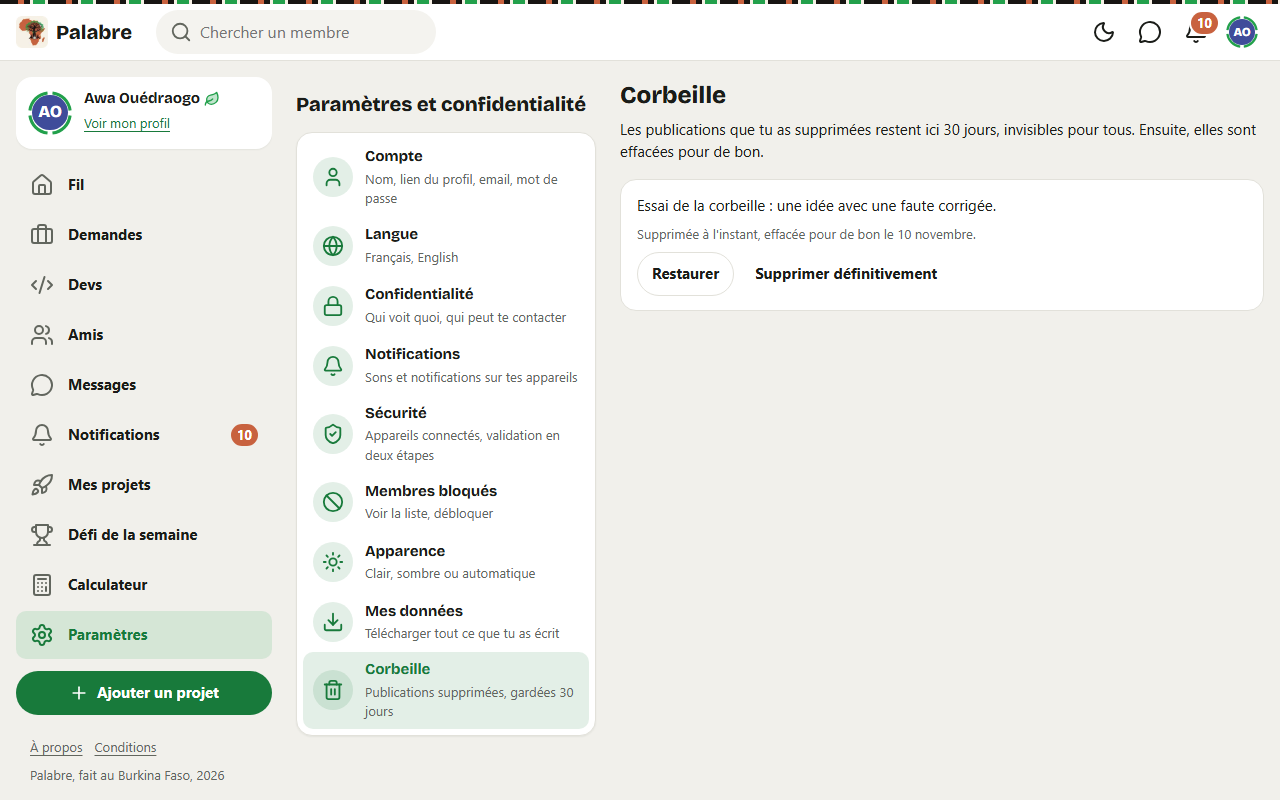 Palabre
Chercher un membre
10
AO
AO
Awa Ouédraogo
Voir mon profil
Fil
Demandes
Devs
Amis
Messages
Notifications
10
Mes projets
Défi de la semaine
Calculateur
Paramètres
Ajouter un projet
À propos
Conditions
Palabre, fait au Burkina Faso, 2026
Paramètres et confidentialité
Compte
Nom, lien du profil, email, mot de
passe
Langue
Français, English
Confidentialité
Qui voit quoi, qui peut te contacter
Notifications
Sons et notifications sur tes appareils
Sécurité
Appareils connectés, validation en
deux étapes
Membres bloqués
Voir la liste, débloquer
Apparence
Clair, sombre ou automatique
Mes données
Télécharger tout ce que tu as écrit
Corbeille
Publications supprimées, gardées 30
jours
Corbeille
Les publications que tu as supprimées restent ici 30 jours, invisibles pour tous. Ensuite, elles sont
effacées pour de bon.
Essai de la corbeille : une idée avec une faute corrigée.
Supprimée à l'instant, effacée pour de bon le 10 novembre.
Restaurer
Supprimer définitivement